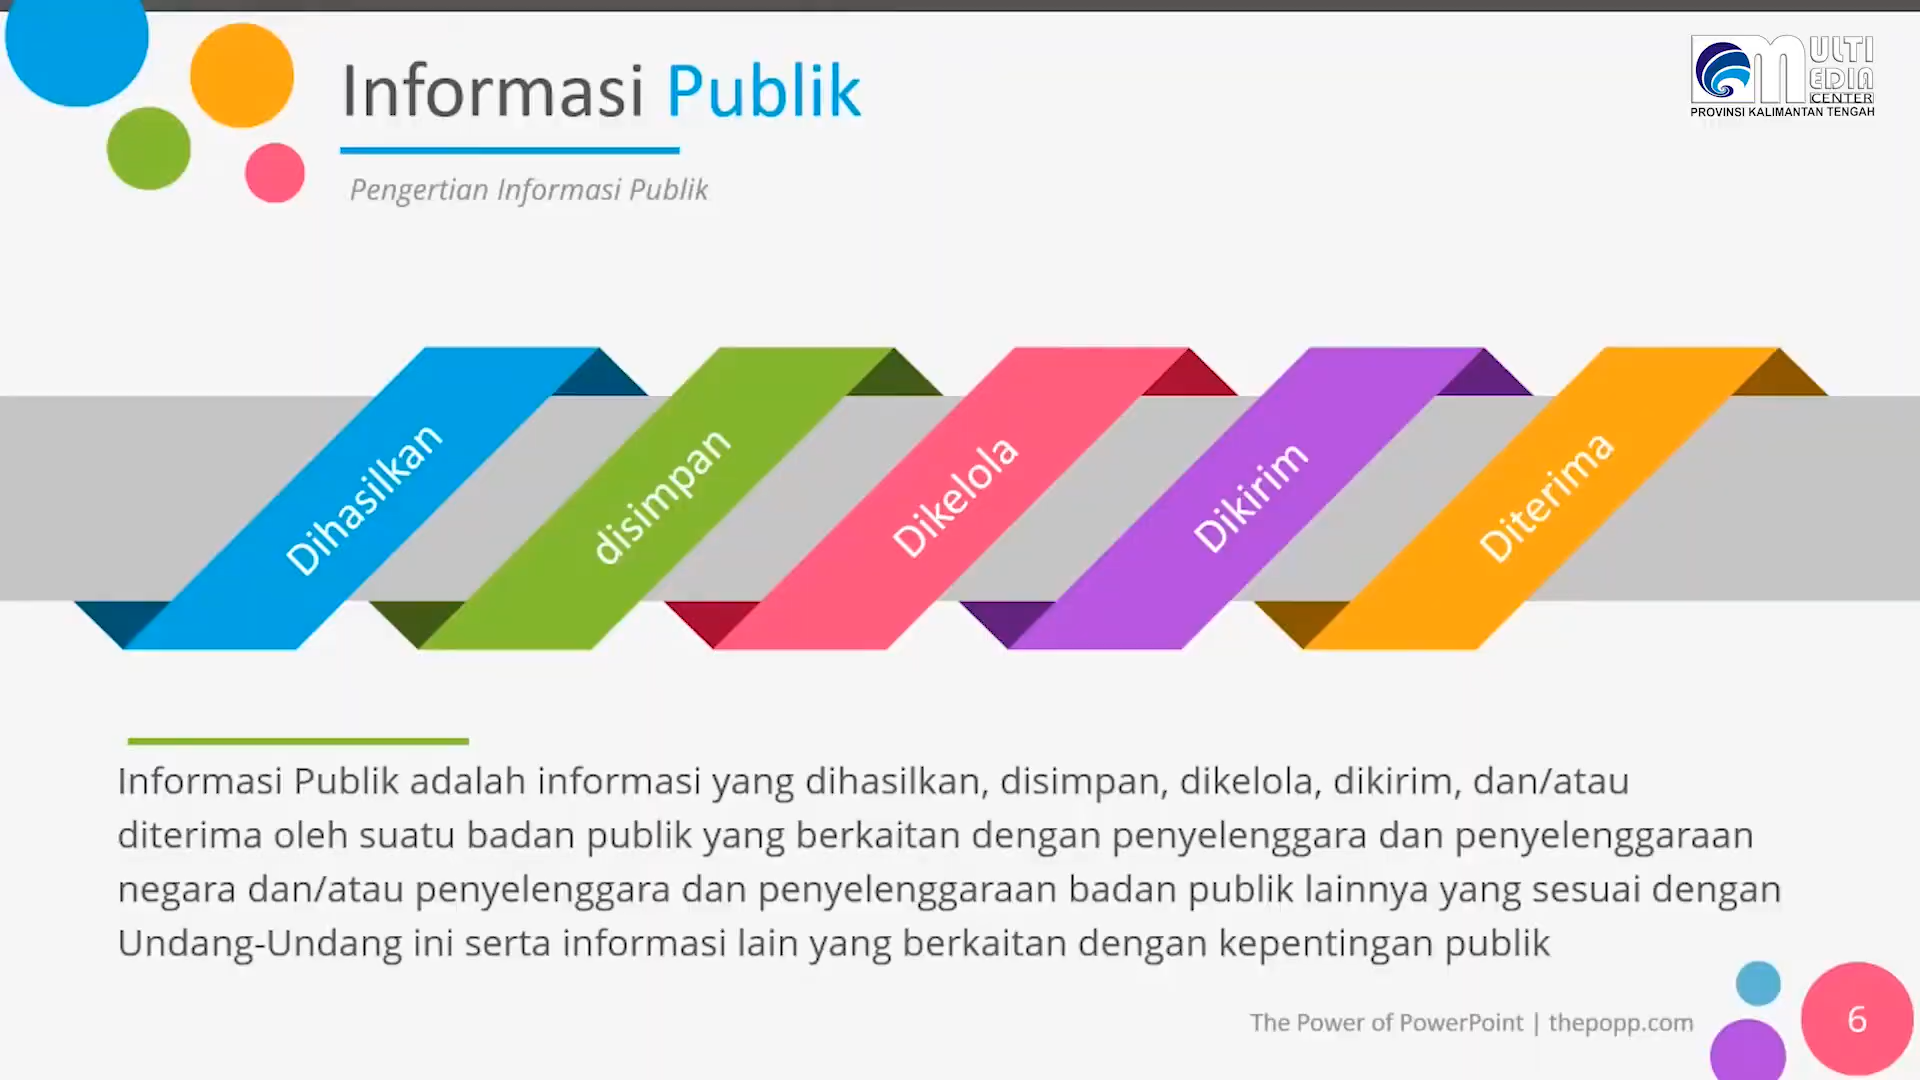 Informasi Publik
MULTI
MEDIA
CENTER
PROVINSI KALIMANTAN TENGAH
Pengertian Informasi Publik
Dihasilkan
disimpan
Dikelola
Dikirim
Diterima
Informasi Publik adalah informasi yang dihasilkan, disimpan, dikelola, dikirim, dan/atau
diterima oleh suatu badan publik yang berkaitan dengan penyelenggara dan penyelenggaraan
negara dan/atau penyelenggara dan penyelenggaraan badan publik lainnya yang sesuai dengan
Undang-Undang ini serta informasi lain yang berkaitan dengan kepentingan publik
The Power of PowerPoint | thepopp.com
6